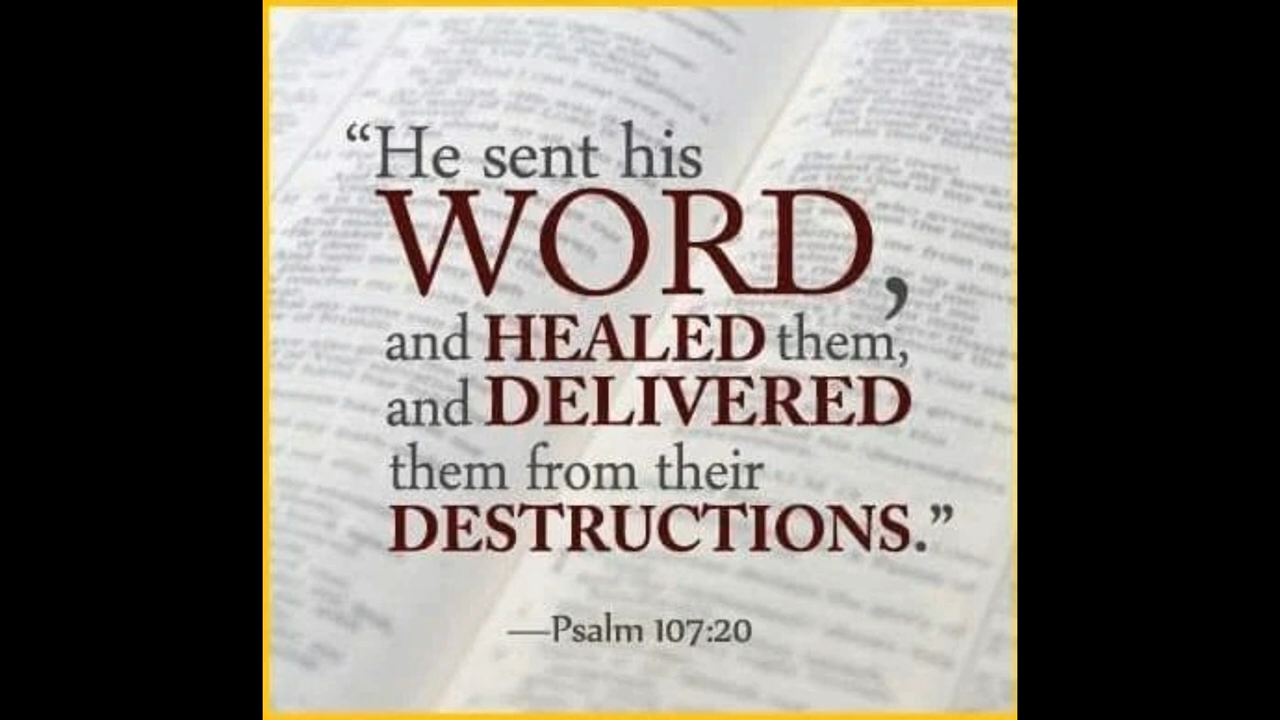 “He sent his
WORD,
and HEALED them,
and DELIVERED
them from their
DESTRUCTIONS.”
—Psalm 107:20